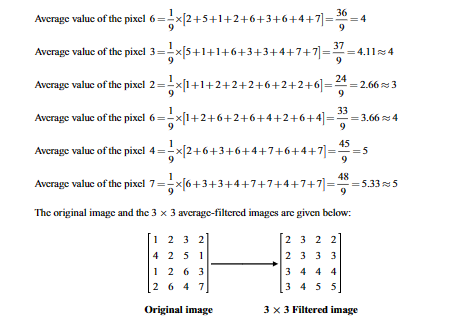 Average value of the pixel 6 = 1/9 × [2+5+1+2+6+3+6+4+7] = 36/9 = 4
Average value of the pixel 3 = 1/9 × [5+1+1+6+3+3+4+7+7] = 37/9 = 4.11 ≈ 4
Average value of the pixel 2 = 1/9 × [1+1+2+2+2+6+2+2+6] = 24/9 = 2.66 ≈ 3
Average value of the pixel 6 = 1/9 × [1+2+6+2+6+4+2+6+4] = 33/9 = 3.66 ≈ 4
Average value of the pixel 4 = 1/9 × [2+6+3+6+4+7+6+4+7] = 45/9 = 5
Average value of the pixel 7 = 1/9 × [6+3+3+4+7+7+4+7+7] = 48/9 = 5.33 ≈ 5
The original image and the 3 × 3 average-filtered images are given below:
1 2 3 2 2 3 2 2
4 2 5 1 2 3 3 3
1 2 6 3 3 4 4 4
2 6 4 7 3 4 5 5
Original image 3 × 3 Filtered image